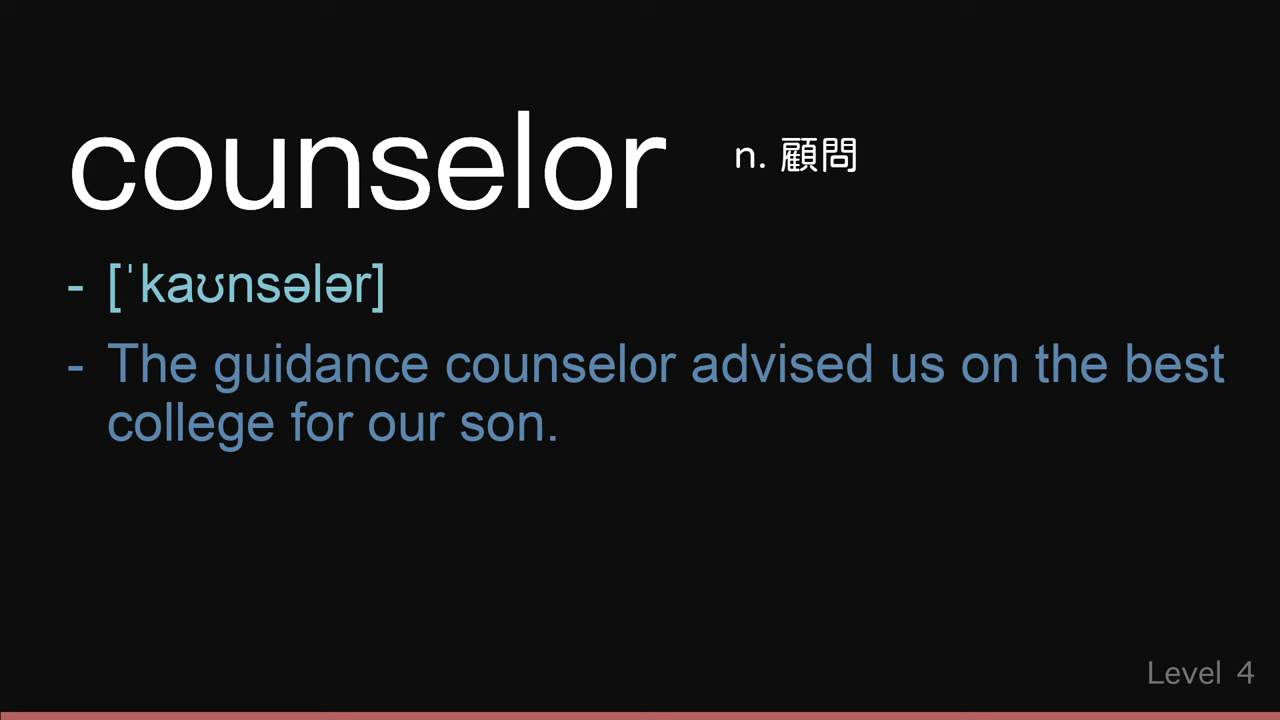 counselor n. 顧問
- [ˈkaʊnsələr]
- The guidance counselor advised us on the best
college for our son.
Level 4